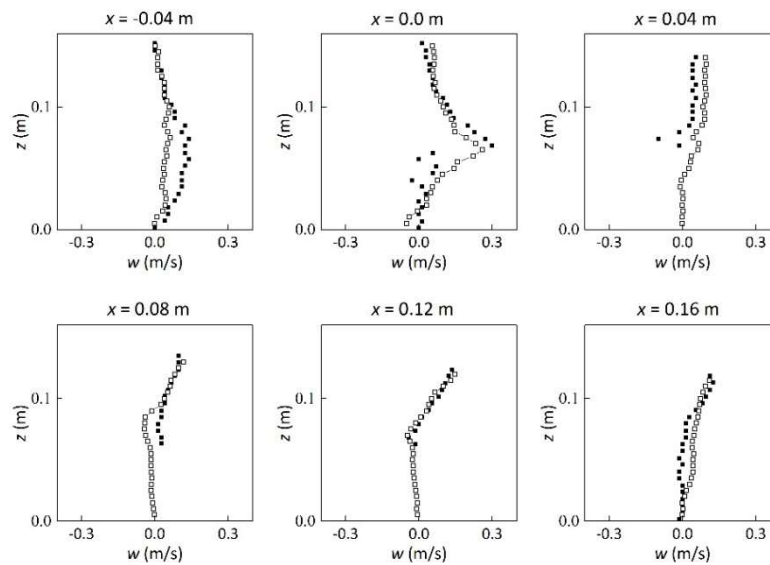 x = -0.04 m
x = 0.0 m
x = 0.04 m
z (m)
0.1
0.0
-0.3 0.0 0.3
w (m/s)
z (m)
0.1
0.0
-0.3 0.0 0.3
w (m/s)
z (m)
0.1
0.0
-0.3 0.0 0.3
w (m/s)
x = 0.08 m
x = 0.12 m
x = 0.16 m
z (m)
0.1
0.0
-0.3 0.0 0.3
w (m/s)
z (m)
0.1
0.0
-0.3 0.0 0.3
w (m/s)
z (m)
0.1
0.0
-0.3 0.0 0.3
w (m/s)